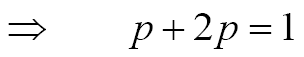 ⇒ p + 2p = 1